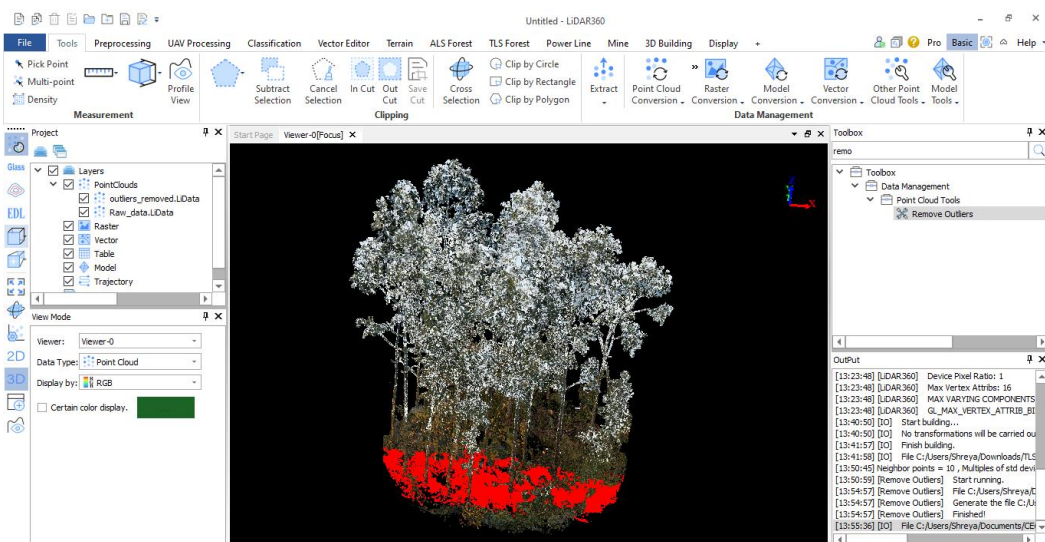 Untitled - LiDAR360
File Tools Preprocessing UAV Processing Classification Vector Editor Terrain ALS Forest TLS Forest Power Line Mine 3D Building Display + Pro Basic Help
Pick Point
Multi-point
Density
Profile View
Measurement
Subtract Selection
Cancel Selection
In Cut
Out Cut
Save Cut
Cross Selection
Clip by Circle
Clip by Rectangle
Clip by Polygon
Clipping
Extract
Point Cloud Conversion
Raster Conversion
Model Conversion
Vector Conversion
Other Point Cloud Tools
Model Tools
Data Management
Project
Glass
EDL
2D
3D
Layers
PointClouds
outliers_removed.LiData
Raw_data.LiData
Raster
Vector
Table
Model
Trajectory
View Mode
Viewer: Viewer-0
Data Type: Point Cloud
Display by: RGB
Certain color display.
Start Page Viewer-0[Focus]
Z
X
Toolbox
remo
Toolbox
Data Management
Point Cloud Tools
Remove Outliers
OutPut
[13:23:48] [LiDAR360] Device Pixel Ratio: 1
[13:23:48] [LiDAR360] Max Vertex Attribs: 16
[13:23:48] [LiDAR360] MAX VARYING COMPONENTS
[13:23:48] [LiDAR360] GL_MAX_VERTEX_ATTRIB_BI
[13:40:50] [IO] Start building...
[13:40:50] [IO] No transformations will be carried ou
[13:41:57] [IO] Finish building.
[13:41:58] [IO] File C:/Users/Shreya/Downloads/TLS
[13:50:45] Neighbor points = 10 , Multiples of std devi
[13:50:59] [Remove Outliers] Start running.
[13:54:57] [Remove Outliers] File C:/Users/Shreya/D
[13:54:57] [Remove Outliers] Generate the file C:/Us
[13:54:57] [Remove Outliers] Finished!
[13:55:36] [IO] File C:/Users/Shreya/Documents/CE